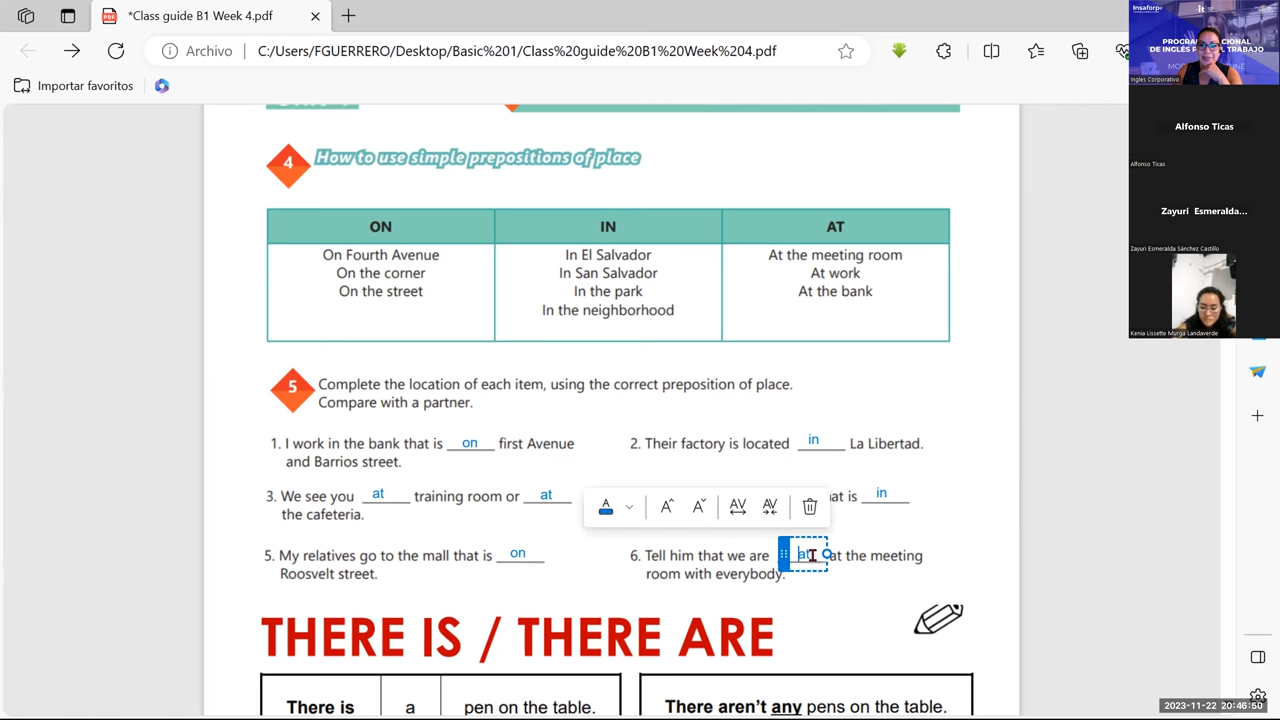 *Class guide B1 Week 4.pdf
Archivo
C:/Users/FGUERRERO/Desktop/Basic%201/Class%20guide%20B1%20Week%204.pdf
Importar favoritos
4 How to use simple prepositions of place
ON IN AT
On Fourth Avenue In El Salvador At the meeting room
On the corner In San Salvador At work
On the street In the park At the bank
In the neighborhood
5 Complete the location of each item, using the correct preposition of place.
Compare with a partner.
1. I work in the bank that is on first Avenue
and Barrios street.
2. Their factory is located in La Libertad.
3. We see you at training room or at
the cafeteria.
hat is in
5. My relatives go to the mall that is on
Roosvelt street.
6. Tell him that we are at at the meeting
room with everybody.
THERE IS / THERE ARE
There is a pen on the table.
There aren't any pens on the table.
Insaforp
Ingles Corporativo
Alfonso Ticas
Alfonso Ticas
Zayuri Esmeralda...
Zayuri Esmeralda Sánchez Castillo
Kenia Lissette Murga Landaverde
2023-11-22 20:46:50